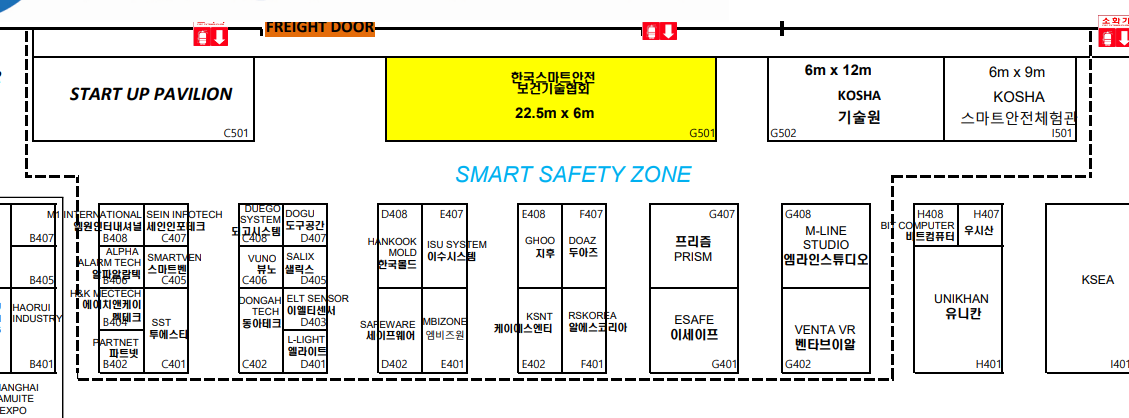 FREIGHT DOOR
소화기
START UP PAVILION
C501
한국스마트안전
보건기술협회
22.5m x 6m
G501
6m x 12m
KOSHA
기술원
G502
6m x 9m
KOSHA
스마트안전체험관
I501
SMART SAFETY ZONE
B407
B405
HAORUI
INDUSTRY
B401
M1 INTERNATIONAL
엠원인터내셔널
B408
SEIN INFOTECH
세인인포테크
C407
ALPHA
ALARM TECH
알파알람텍
B406
SMARTVEN
스마트벤
C405
H&K MECTECH
에이치앤케이
멕테크
B404
PARTNET
파트넷
B402
SST
투에스티
C401
DUEGO
SYSTEM
되고시스템
C408
DOGU
도구공간
D407
VUNO
뷰노
C406
SALIX
샐릭스
D405
DONGAH
TECH
동아테크
C402
ELT SENSOR
이엘티센서
D403
L-LIGHT
엘라이트
D401
D408
HANKOOK
MOLD
한국몰드
E407
ISU SYSTEM
이수시스템
SAFEWARE
세이프웨어
D402
MBIZONE
엠비즈원
E401
E408
GHOO
지후
F407
DOAZ
두아즈
KSNT
케이에스엔티
E402
RSKOREA
알에스코리아
F401
G407
프리즘
PRISM
ESAFE
이세이프
G401
G408
M-LINE
STUDIO
엠라인스튜디오
VENTA VR
벤타브이알
G402
H408
BIT COMPUTER
비트컴퓨터
H407
우시산
UNIKHAN
유니칸
H401
KSEA
I401
ANGHAI
AMUITE
EXPO